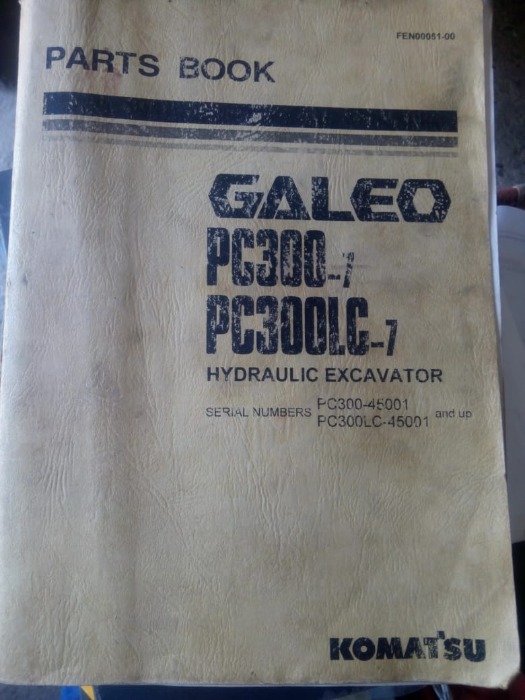 FEN00051-00
PARTS BOOK
GALEO
PC300-7
PC300LC-7
HYDRAULIC EXCAVATOR
SERIAL NUMBERS PC300-45001 and up
PC300LC-45001
KOMATSU